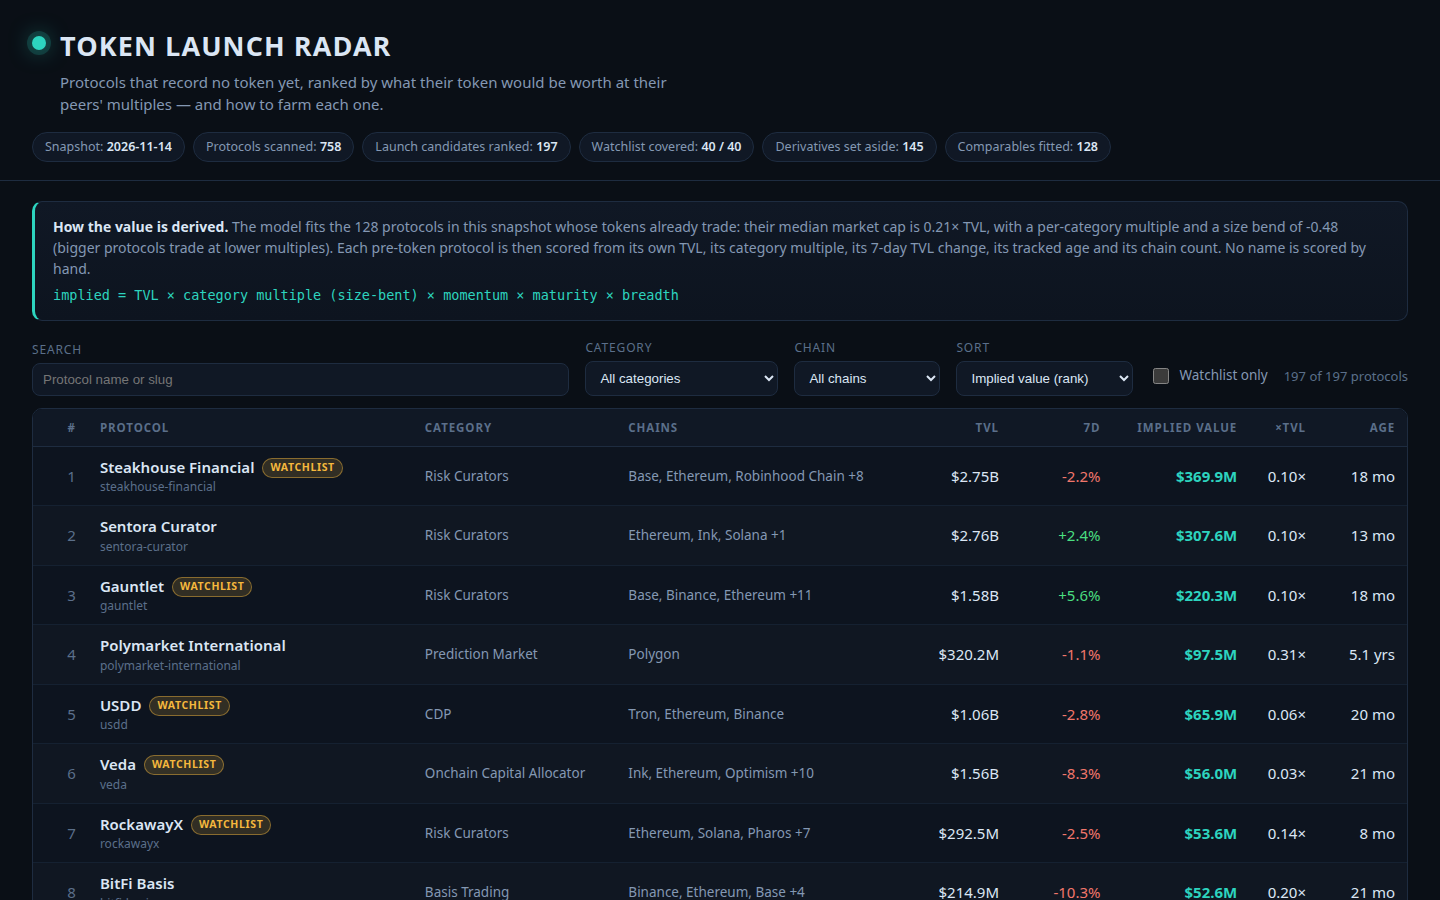 TOKEN LAUNCH RADAR
Protocols that record no token yet, ranked by what their token would be worth at their
peers' multiples — and how to farm each one.
Snapshot: 2026-11-14 Protocols scanned: 758 Launch candidates ranked: 197 Watchlist covered: 40 / 40 Derivatives set aside: 145 Comparables fitted: 128
How the value is derived. The model fits the 128 protocols in this snapshot whose tokens already trade: their median market cap is 0.21× TVL, with a per-category multiple and a size bend of -0.48
(bigger protocols trade at lower multiples). Each pre-token protocol is then scored from its own TVL, its category multiple, its 7-day TVL change, its tracked age and its chain count. No name is scored by
hand.
implied = TVL × category multiple (size-bent) × momentum × maturity × breadth
SEARCH CATEGORY CHAIN SORT
Protocol name or slug All categories All chains Implied value (rank) Watchlist only 197 of 197 protocols
# PROTOCOL CATEGORY CHAINS TVL 7D IMPLIED VALUE ×TVL AGE
1 Steakhouse Financial WATCHLIST Risk Curators Base, Ethereum, Robinhood Chain +8 $2.75B -2.2% $369.9M 0.10× 18 mo
steakhouse-financial
2 Sentora Curator Risk Curators Ethereum, Ink, Solana +1 $2.76B +2.4% $307.6M 0.10× 13 mo
sentora-curator
3 Gauntlet WATCHLIST Risk Curators Base, Binance, Ethereum +11 $1.58B +5.6% $220.3M 0.10× 18 mo
gauntlet
4 Polymarket International Prediction Market Polygon $320.2M -1.1% $97.5M 0.31× 5.1 yrs
polymarket-international
5 USDD WATCHLIST CDP Tron, Ethereum, Binance $1.06B -2.8% $65.9M 0.06× 20 mo
usdd
6 Veda WATCHLIST Onchain Capital Allocator Ink, Ethereum, Optimism +10 $1.56B -8.3% $56.0M 0.03× 21 mo
veda
7 RockawayX WATCHLIST Risk Curators Ethereum, Solana, Pharos +7 $292.5M -2.5% $53.6M 0.14× 8 mo
rockawayx
8 BitFi Basis Basis Trading Binance, Ethereum, Base +4 $214.9M -10.3% $52.6M 0.20× 21 mo